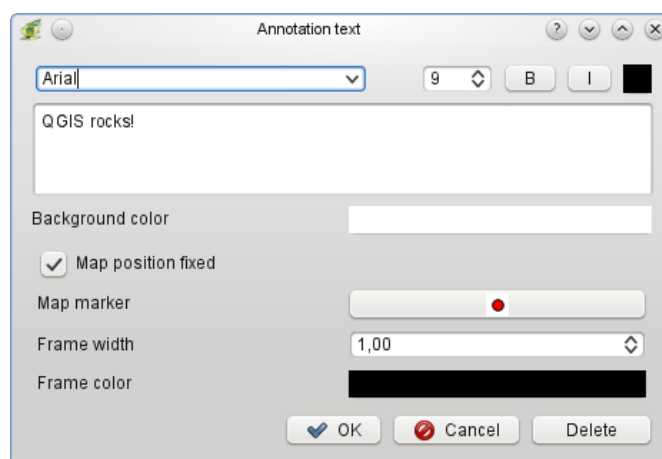 Annotation text
Arial 9 B I
QGIS rocks!
Background color
Map position fixed
Map marker
Frame width 1,00
Frame color
OK Cancel Delete